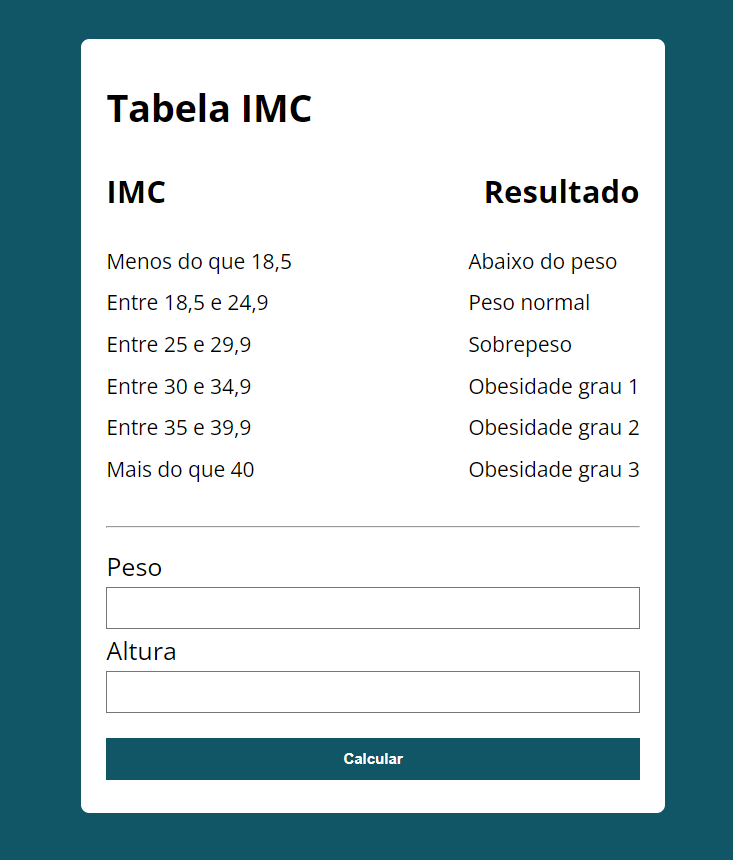 Tabela IMC
IMC Resultado
Menos do que 18,5 Abaixo do peso
Entre 18,5 e 24,9 Peso normal
Entre 25 e 29,9 Sobrepeso
Entre 30 e 34,9 Obesidade grau 1
Entre 35 e 39,9 Obesidade grau 2
Mais do que 40 Obesidade grau 3
Peso
Altura
Calcular